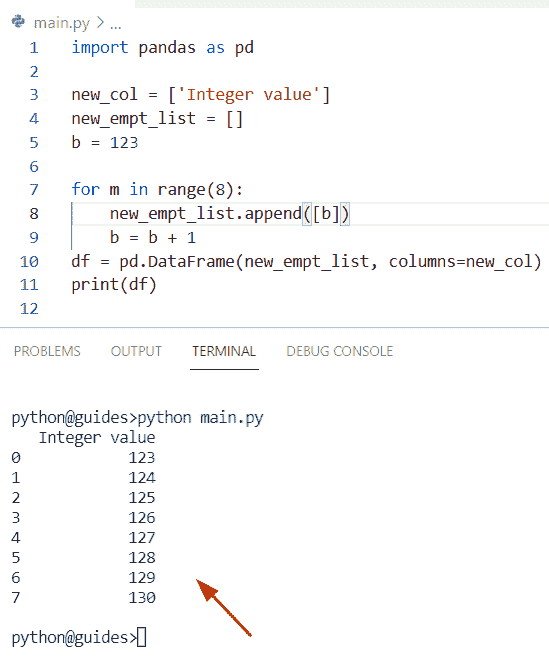 main.py > ...
1 import pandas as pd
2
3 new_col = ['Integer value']
4 new_empt_list = []
5 b = 123
6
7 for m in range(8):
8     new_empt_list.append([b])
9     b = b + 1
10 df = pd.DataFrame(new_empt_list, columns=new_col)
11 print(df)
12
PROBLEMS OUTPUT TERMINAL DEBUG CONSOLE
python@guides>python main.py
   Integer value
0            123
1            124
2            125
3            126
4            127
5            128
6            129
7            130
python@guides>